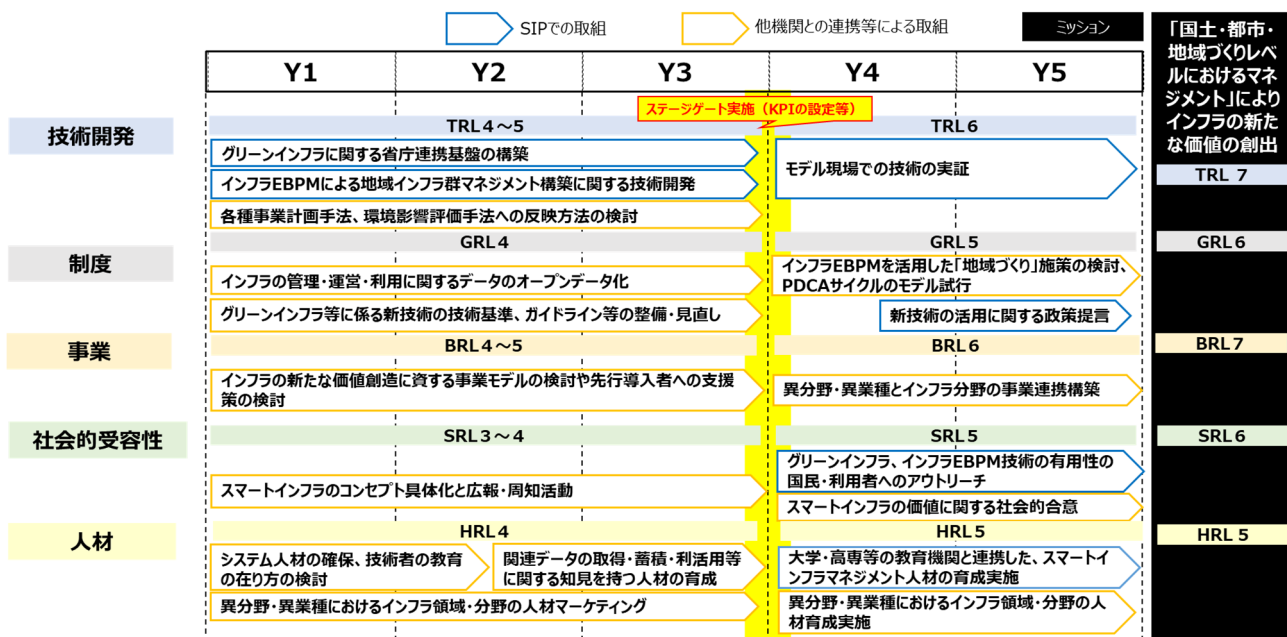 SIPでの取組
他機関との連携等による取組
ミッション
「国土・都市・
地域づくりレベ
ルにおけるマネ
ジメント」により
インフラの新た
な価値の創出
Y1
Y2
Y3
Y4
Y5
ステージゲート実施（KPIの設定等）
技術開発
TRL４～５
TRL６
TRL 7
グリーンインフラに関する省庁連携基盤の構築
インフラEBPMによる地域インフラ群マネジメント構築に関する技術開発
各種事業計画手法、環境影響評価手法への反映方法の検討
モデル現場での技術の実証
制度
GRL４
GRL５
GRL６
インフラの管理・運営・利用に関するデータのオープンデータ化
グリーンインフラ等に係る新技術の技術基準、ガイドライン等の整備・見直し
インフラEBPMを活用した「地域づくり」施策の検討、
PDCAサイクルのモデル試行
新技術の活用に関する政策提言
事業
BRL４～５
BRL６
BRL７
インフラの新たな価値創造に資する事業モデルの検討や先行導入者への支援
策の検討
異分野・異業種とインフラ分野の事業連携構築
社会的受容性
SRL３～４
SRL５
SRL６
スマートインフラのコンセプト具体化と広報・周知活動
グリーンインフラ、インフラEBPM技術の有用性の
国民・利用者へのアウトリーチ
スマートインフラの価値に関する社会的合意
人材
HRL４
HRL５
HRL５
システム人材の確保、技術者の教育
の在り方の検討
関連データの取得・蓄積・利活用等
に関する知見を持つ人材の育成
異分野・異業種におけるインフラ領域・分野の人材マーケティング
大学・高専等の教育機関と連携した、スマートイ
ンフラマネジメント人材の育成実施
異分野・異業種におけるインフラ領域・分野の人
材育成実施